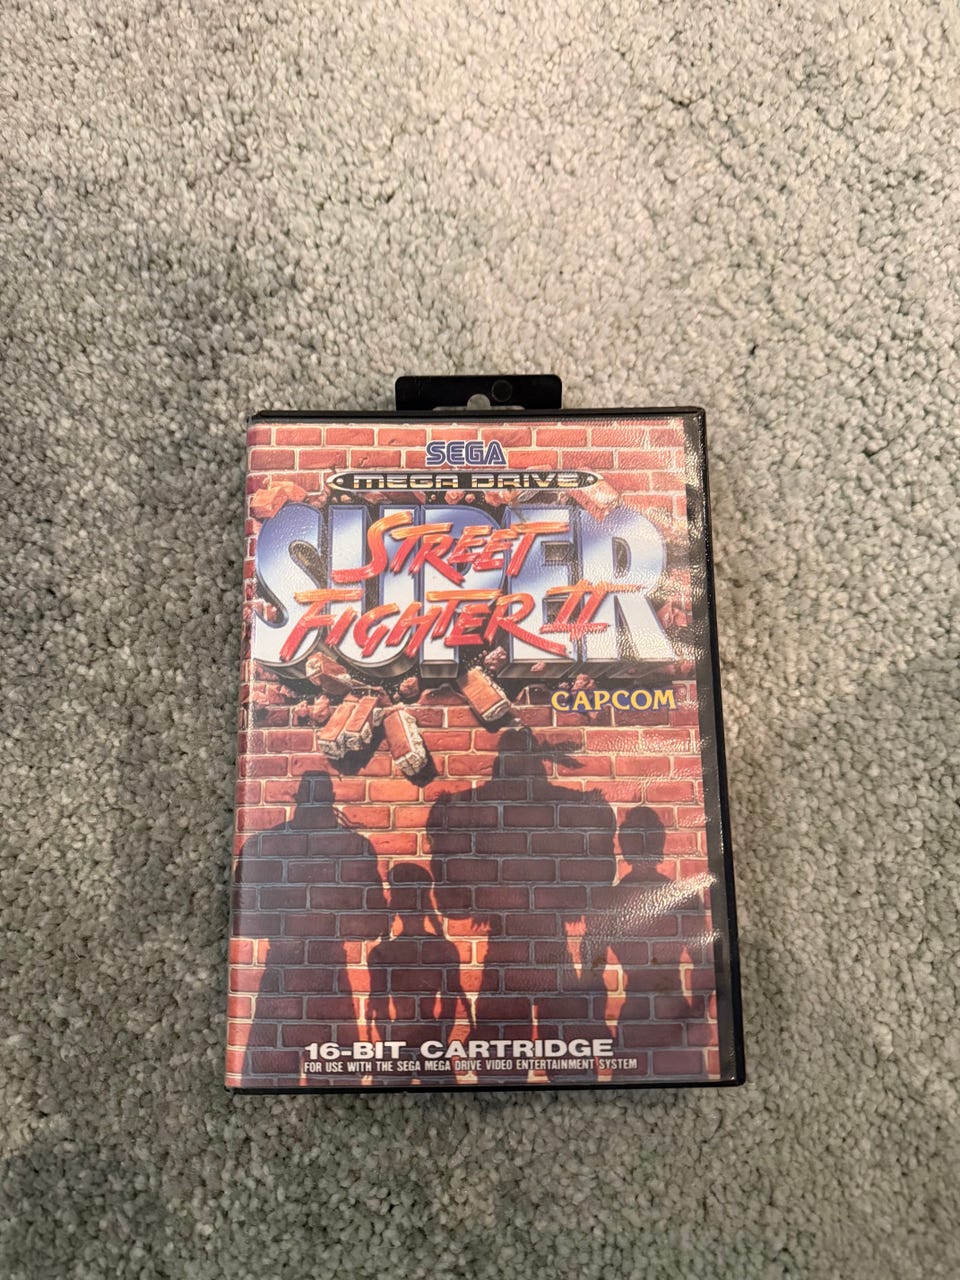 SEGA
MEGA DRIVE
SUPER
STREET
FIGHTER II
CAPCOM®
16-BIT CARTRIDGE
FOR USE WITH THE SEGA MEGA DRIVE VIDEO ENTERTAINMENT SYSTEM